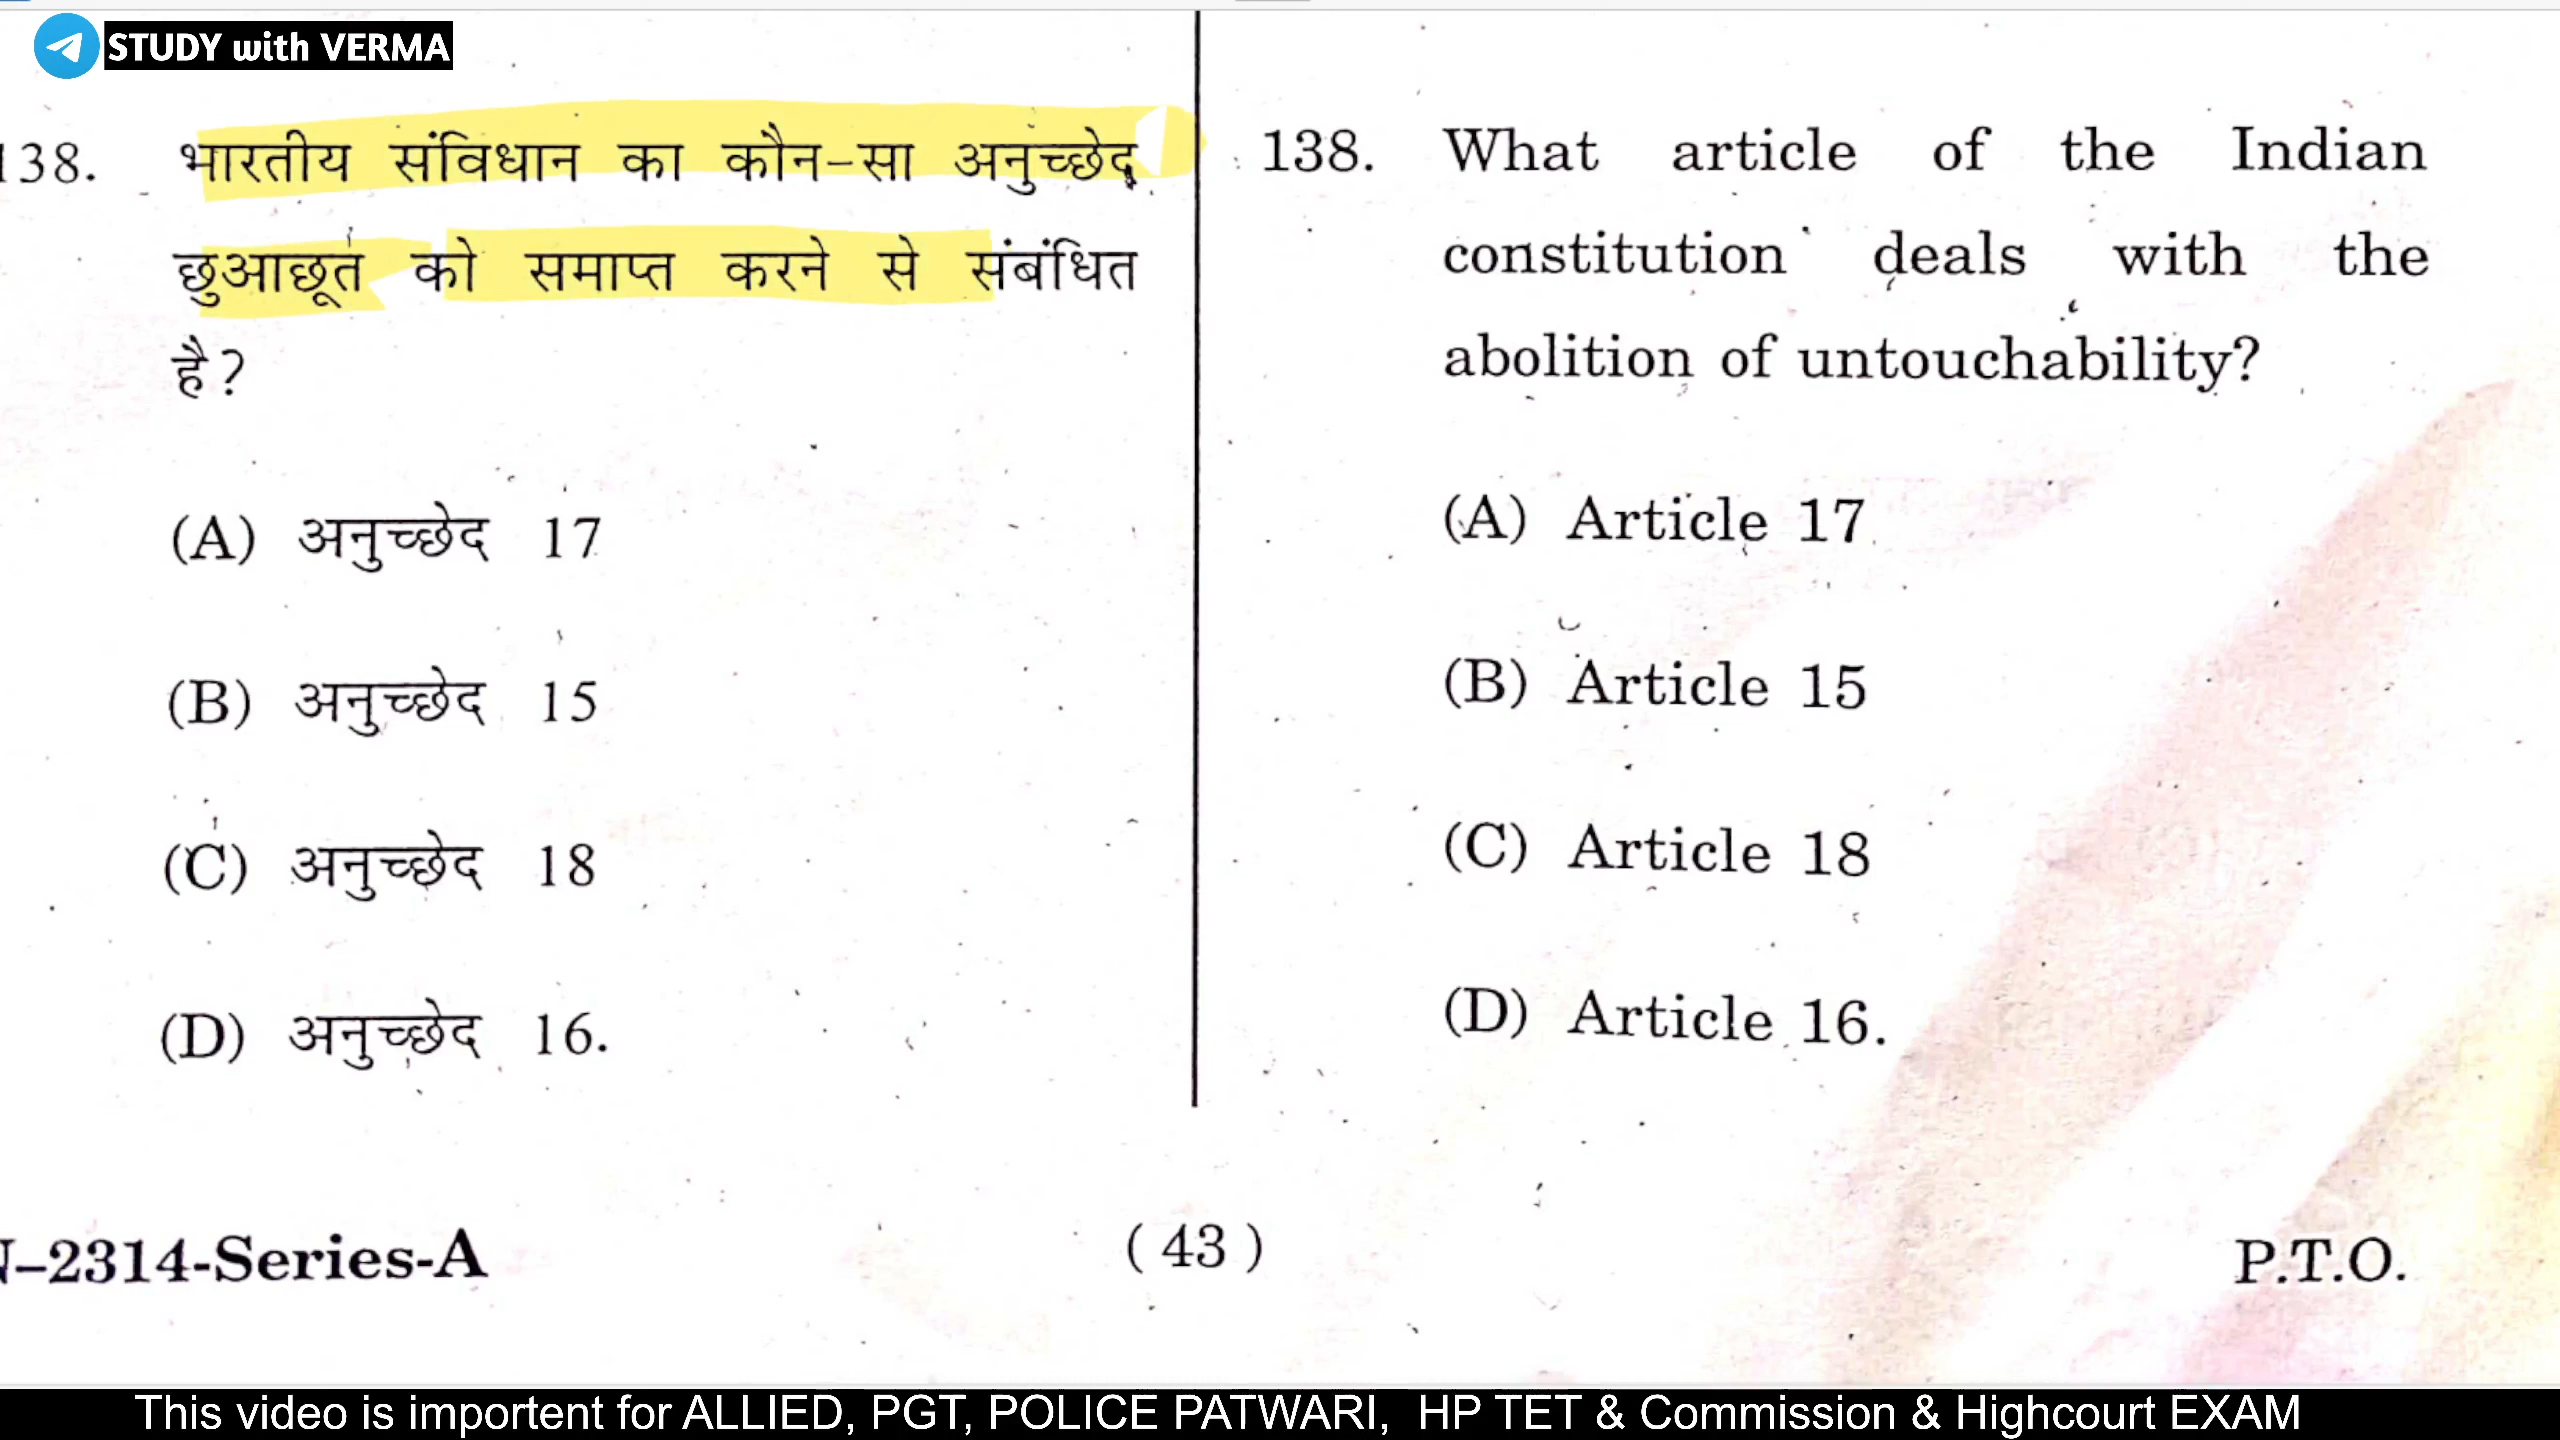 STUDY with VERMA
138. भारतीय संविधान का कौन-सा अनुच्छेद
छुआछूत को समाप्त करने से संबंधित
है?
(A) अनुच्छेद 17
(B) अनुच्छेद 15
(C) अनुच्छेद 18
(D) अनुच्छेद 16.
138. What article of the Indian
constitution deals with the
abolition of untouchability?
(A) Article 17
(B) Article 15
(C) Article 18
(D) Article 16.
–2314-Series-A
( 43 )
P.T.O.
This video is importent for ALLIED, PGT, POLICE PATWARI, HP TET & Commission & Highcourt EXAM